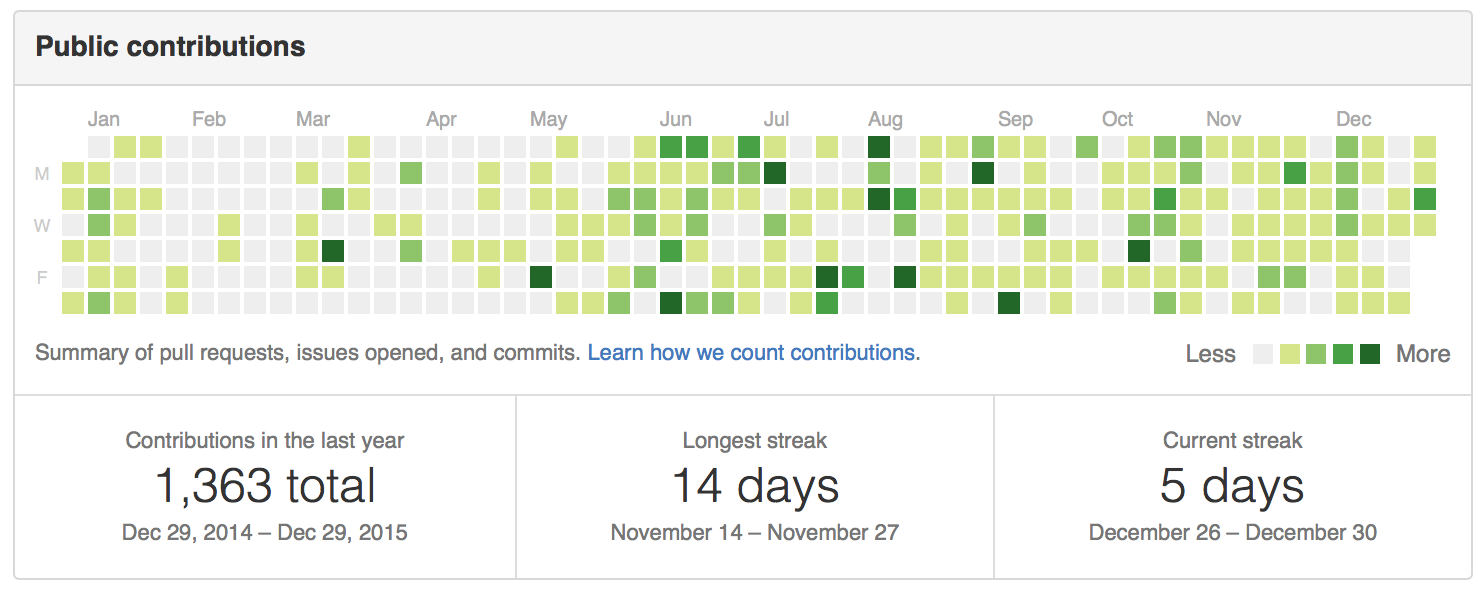 Public contributions
Jan Feb Mar Apr May Jun Jul Aug Sep Oct Nov Dec
M
W
F
Summary of pull requests, issues opened, and commits. Learn how we count contributions.
Less More
Contributions in the last year
1,363 total
Dec 29, 2014 – Dec 29, 2015
Longest streak
14 days
November 14 – November 27
Current streak
5 days
December 26 – December 30